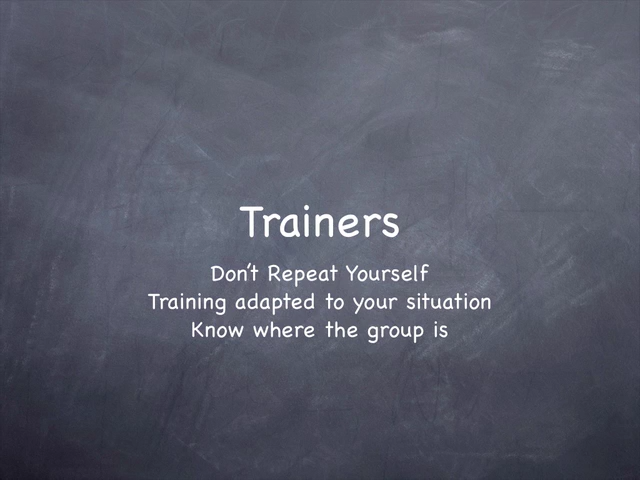 Trainers
Don't Repeat Yourself
Training adapted to your situation
Know where the group is